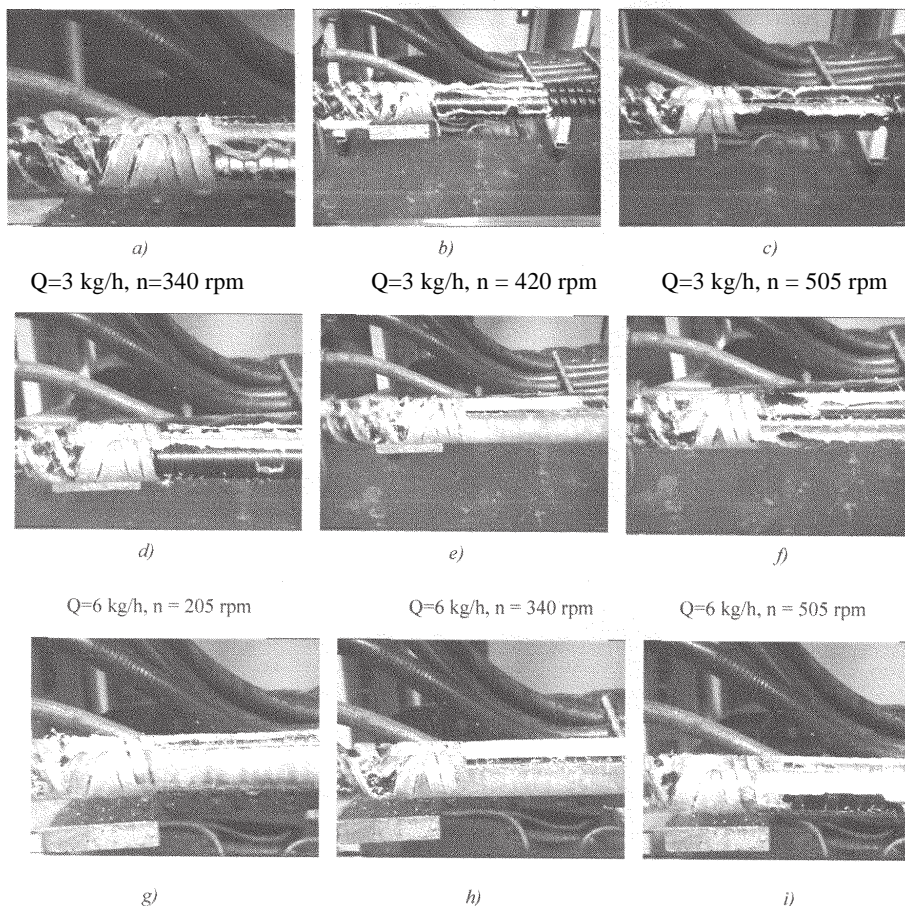 a)
b)
c)
Q=3 kg/h, n=340 rpm
Q=3 kg/h, n = 420 rpm
Q=3 kg/h, n = 505 rpm
d)
e)
f)
Q=6 kg/h, n = 205 rpm
Q=6 kg/h, n = 340 rpm
Q=6 kg/h, n = 505 rpm
g)
h)
i)